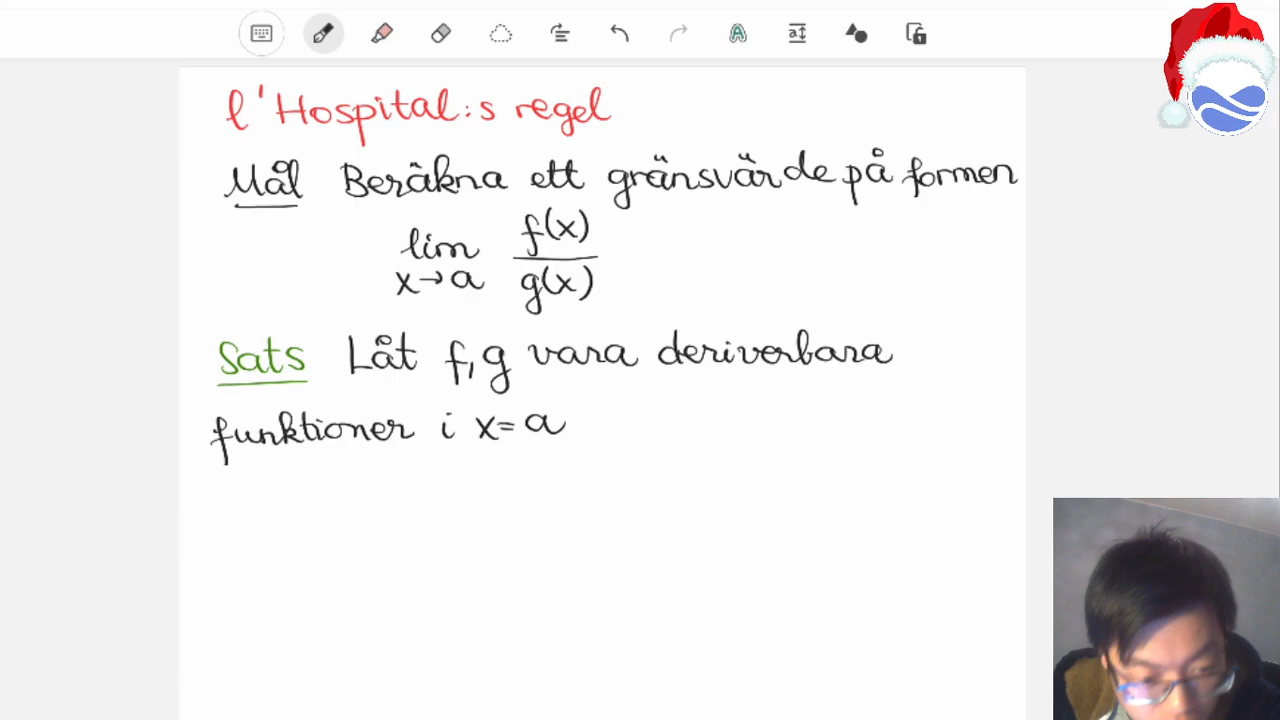 l'Hospital:s regel
Mål Beräkna ett gränsvärde på formen
lim f(x)
x→a g(x)
Sats Låt f,g vara deriverbara
funktioner i x=a